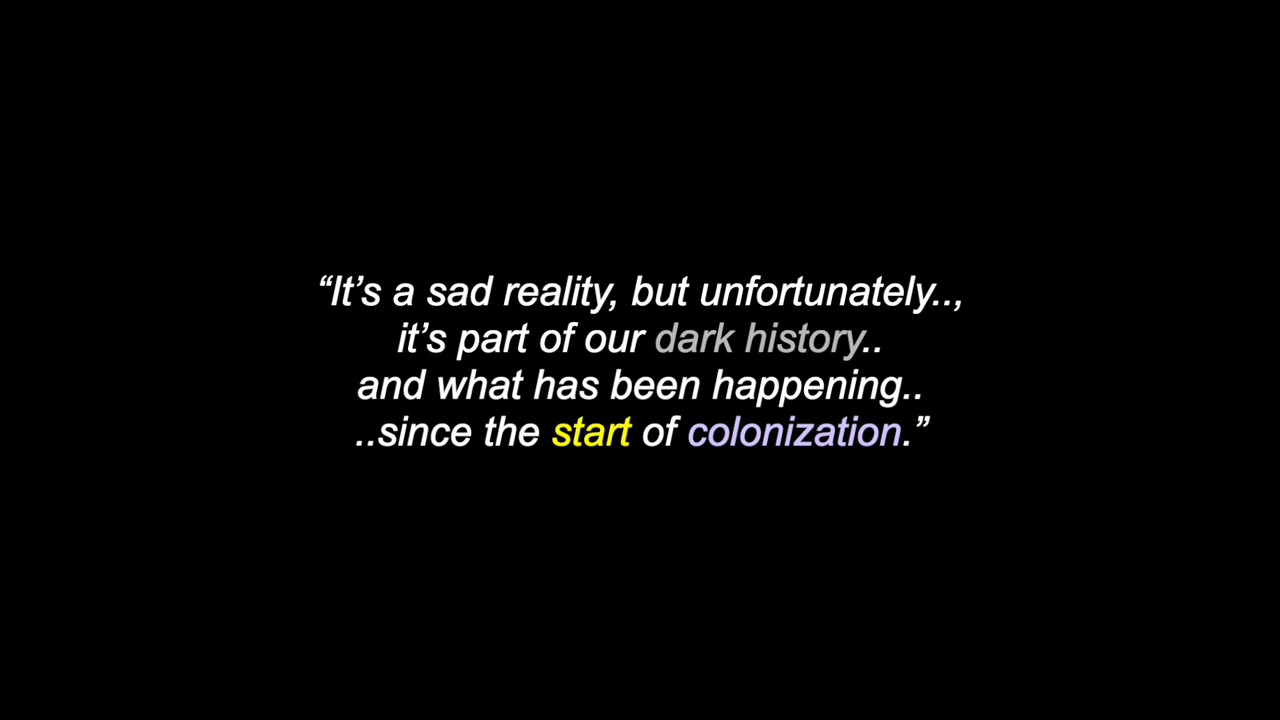 “It’s a sad reality, but unfortunately..,
it’s part of our dark history..
and what has been happening..
..since the start of colonization.”